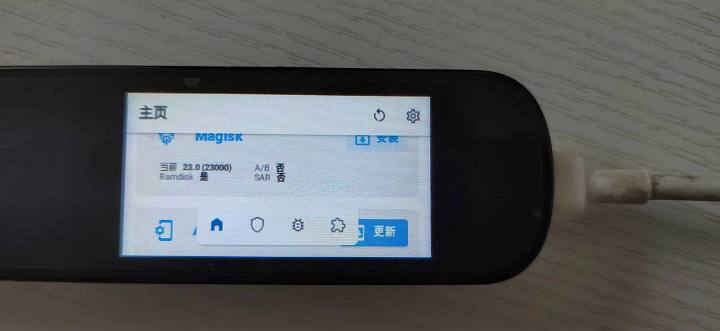 主页
Magisk
安装
当前 23.0 (23000)
A/B 否
Ramdisk 是
SAR 否
更新